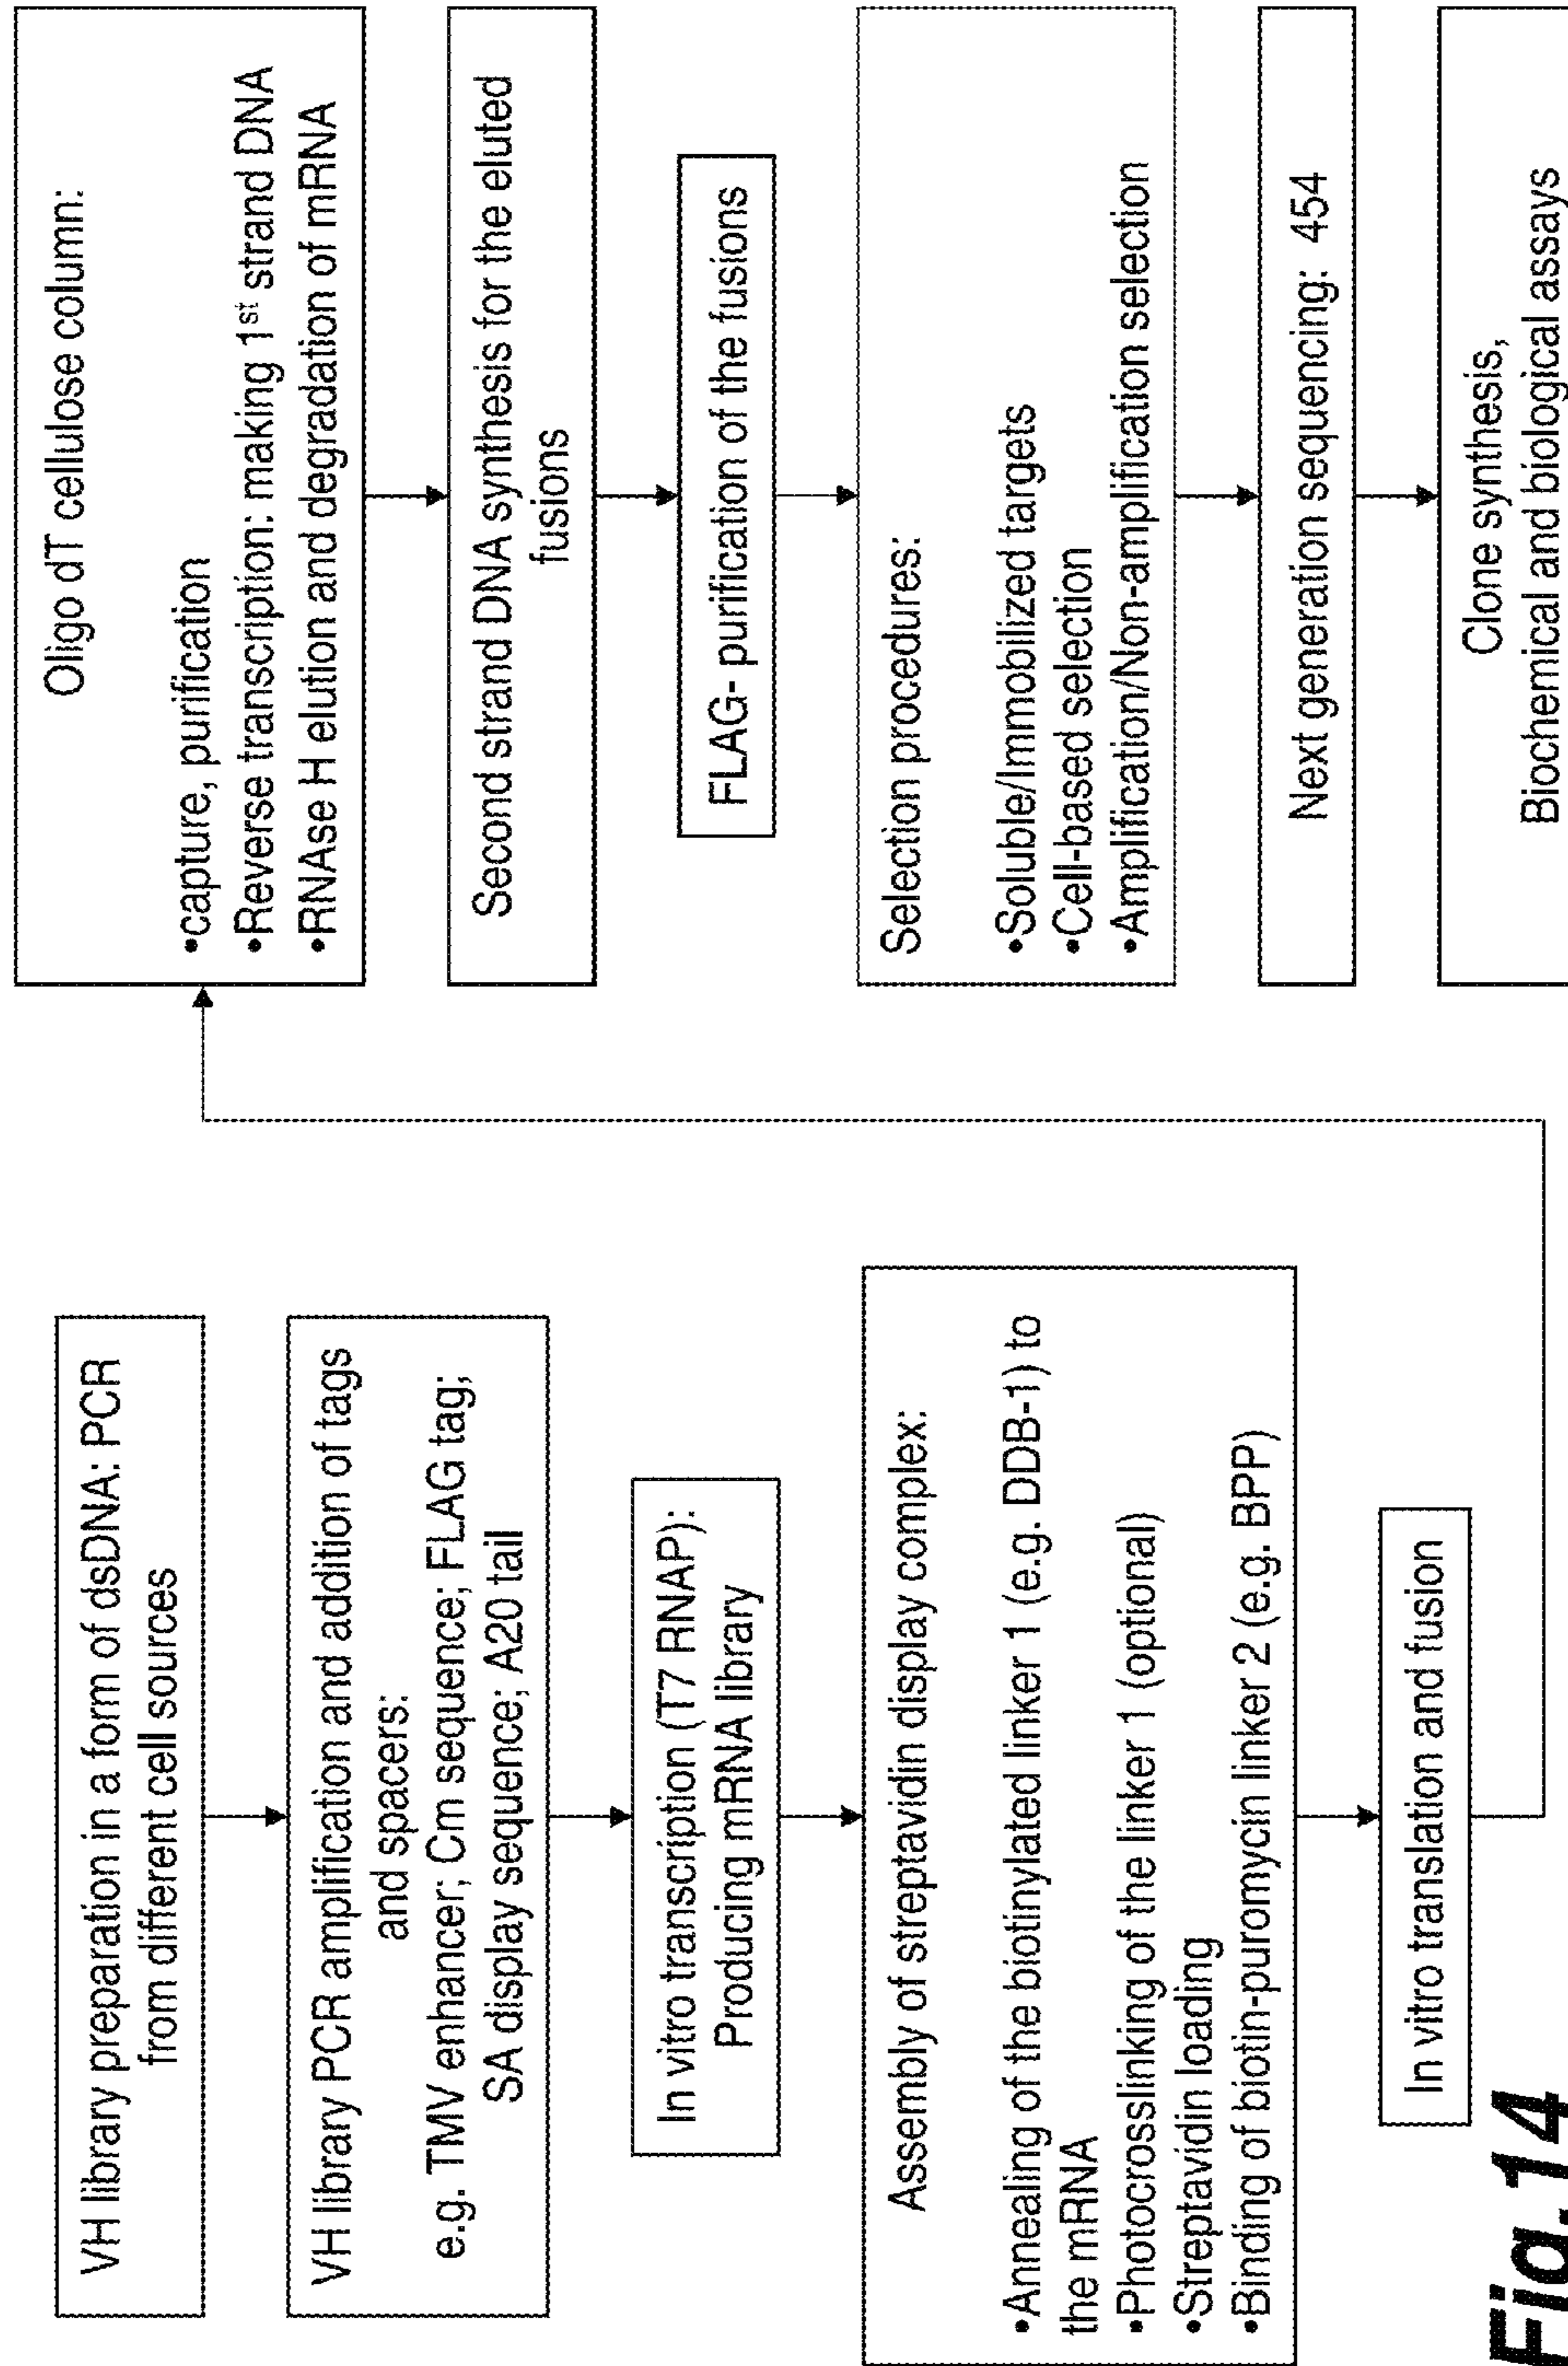 VH library preparation in a form of dsDNA: PCR
from different cell sources
VH library PCR amplification and addition of tags
and spacers:
e.g. TMV enhancer; Cm sequence; FLAG tag;
SA display sequence; A20 tail
In vitro transcription (T7 RNAP):
Producing mRNA library
Assembly of streptavidin display complex:
•Annealing of the biotinylated linker 1 (e.g. DDB-1) to
the mRNA
•Photocrosslinking of the linker 1 (optional)
•Streptavidin loading
•Binding of biotin-puromycin linker 2 (e.g. BPP)
In vitro translation and fusion
Oligo dT cellulose column:
•capture, purification
•Reverse transcription: making 1st strand DNA
•RNAse H elution and degradation of mRNA
Second strand DNA synthesis for the eluted
fusions
FLAG- purification of the fusions
Selection procedures:
•Soluble/Immobilized targets
•Cell-based selection
•Amplification/Non-amplification selection
Next generation sequencing: 454
Clone synthesis,
Biochemical and biological assays
Fig.14